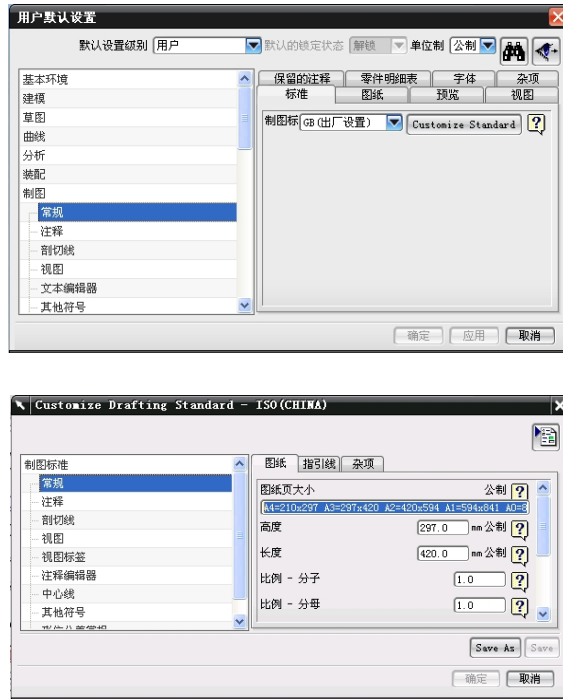 用户默认设置
默认设置级别 用户 默认的锁定状态 解锁 单位制 公制
基本环境
建模
草图
曲线
分析
装配
制图
常规
注释
剖切线
视图
文本编辑器
其他符号
保留的注释 零件明细表 字体 杂项
标准 图纸 预览 视图
制图标 GB(出厂设置) Customize Standard
确定 应用 取消
Customize Drafting Standard - ISO(CHINA)
制图标准
常规
注释
剖切线
视图
视图标签
注释编辑器
中心线
其他符号
图纸 指引线 杂项
图纸页大小 公制
A4=210x297 A3=297x420 A2=420x594 A1=594x841 A0=8
高度 297.0 mm 公制
长度 420.0 mm 公制
比例 - 分子 1.0
比例 - 分母 1.0
Save As Save
确定 取消